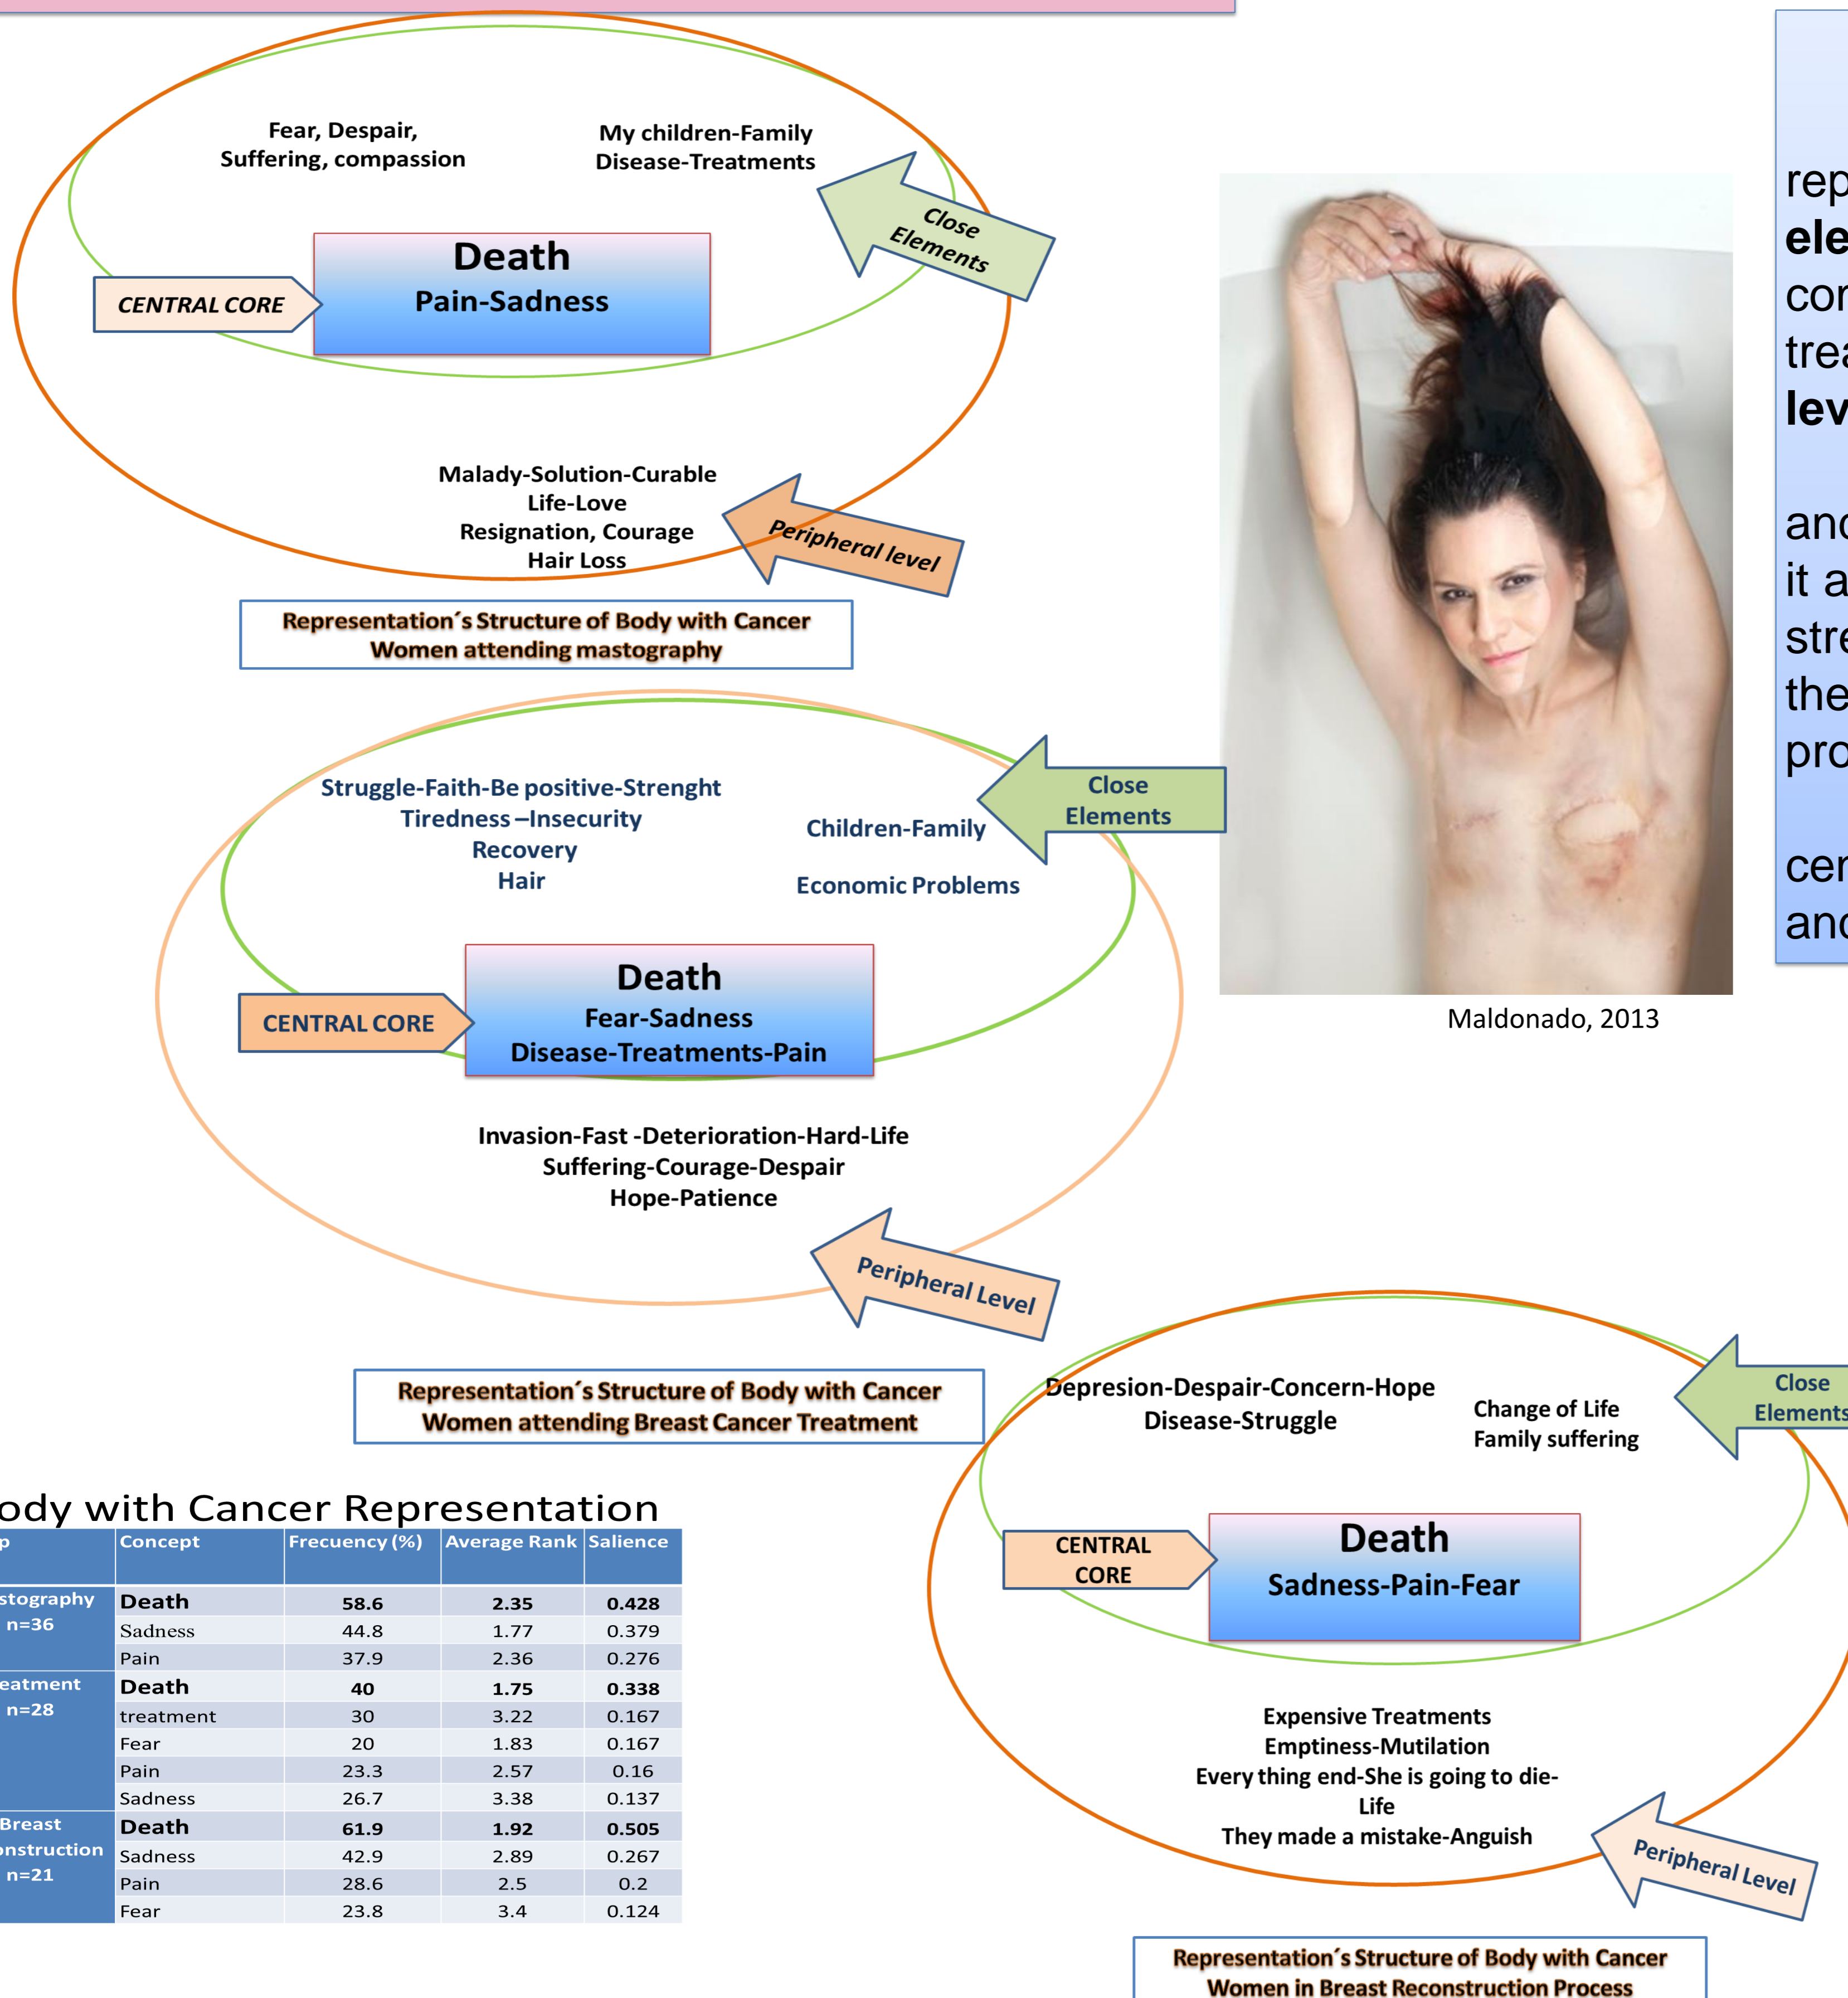 Fear, Despair,
Suffering, compassion
My children-Family
Disease-Treatments
Close
Elements
CENTRAL CORE
Death
Pain-Sadness
Malady-Solution-Curable
Life-Love
Resignation, Courage
Hair Loss
Peripheral level
Representation´s Structure of Body with Cancer
Women attending mastography
Struggle-Faith-Be positive-Strenght
Tiredness –Insecurity
Recovery
Hair
Children-Family
Economic Problems
Close
Elements
CENTRAL CORE
Death
Fear-Sadness
Disease-Treatments-Pain
Invasion-Fast -Deterioration-Hard-Life
Suffering-Courage-Despair
Hope-Patience
Peripheral Level
Representation´s Structure of Body with Cancer
Women attending Breast Cancer Treatment
Maldonado, 2013
it a
the
Depresion-Despair-Concern-Hope
Disease-Struggle
Change of Life
Family suffering
Close
Elements
CENTRAL
CORE
Death
Sadness-Pain-Fear
Expensive Treatments
Emptiness-Mutilation
Every thing end-She is going to die-
Life
They made a mistake-Anguish
Peripheral Level
Representation´s Structure of Body with Cancer
Women in Breast Reconstruction Process
ody with Cancer Representation
p Concept Frecuency (%) Average Rank Salience
stography Death 58.6 2.35 0.428
n=36 Sadness 44.8 1.77 0.379
Pain 37.9 2.36 0.276
eatment Death 40 1.75 0.338
n=28 treatment 30 3.22 0.167
Fear 20 1.83 0.167
Pain 23.3 2.57 0.16
Sadness 26.7 3.38 0.137
Breast Death 61.9 1.92 0.505
onstruction Sadness 42.9 2.89 0.267
n=21 Pain 28.6 2.5 0.2
Fear 23.8 3.4 0.124